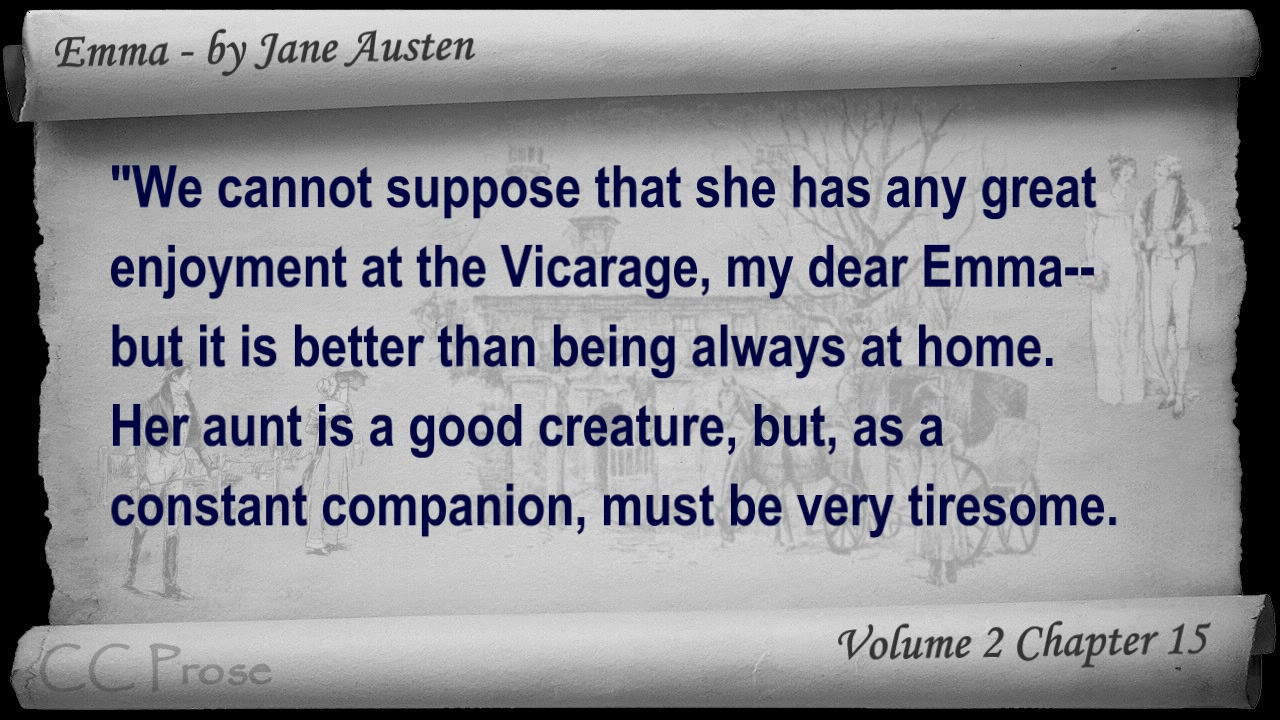 Emma - by Jane Austen
"We cannot suppose that she has any great
enjoyment at the Vicarage, my dear Emma--
but it is better than being always at home.
Her aunt is a good creature, but, as a
constant companion, must be very tiresome.
Volume 2 Chapter 15
CC Prose